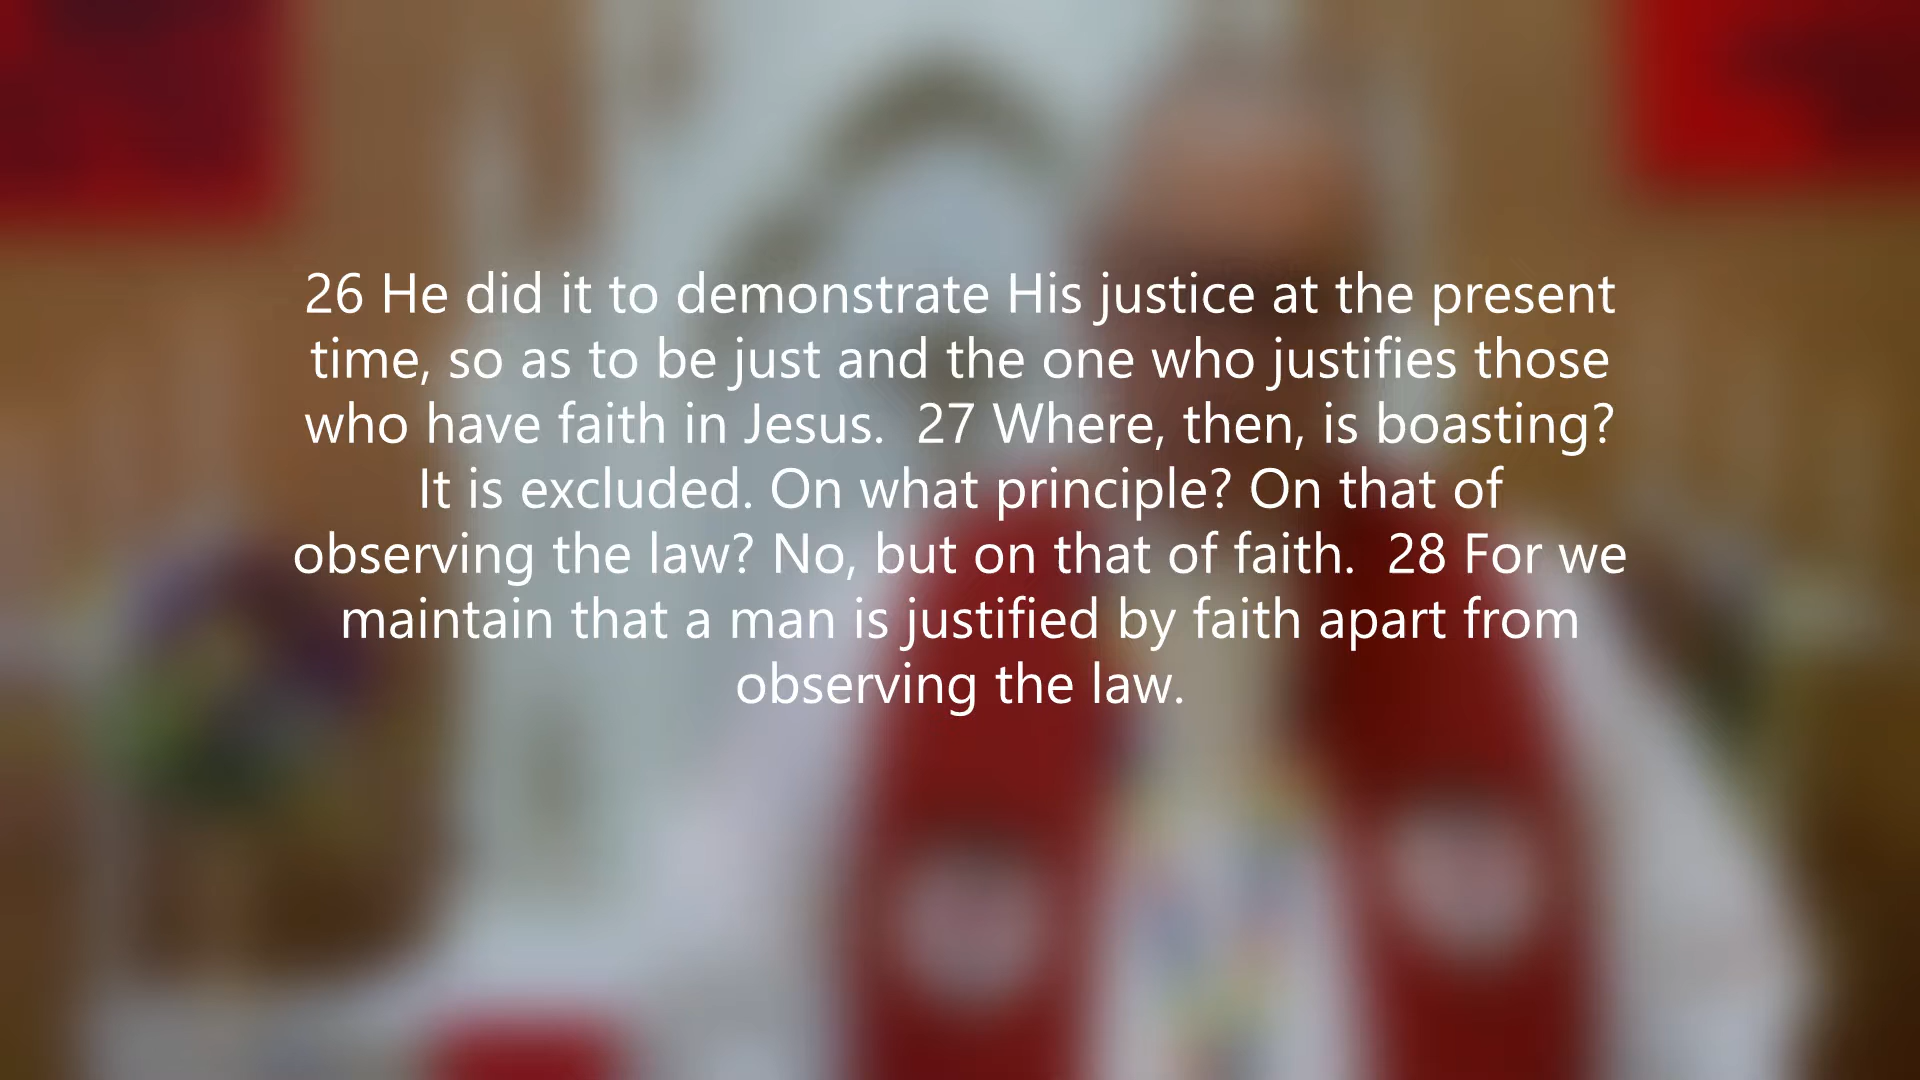 26 He did it to demonstrate His justice at the present
time, so as to be just and the one who justifies those
who have faith in Jesus.  27 Where, then, is boasting?
It is excluded. On what principle? On that of
observing the law? No, but on that of faith.  28 For we
maintain that a man is justified by faith apart from
observing the law.